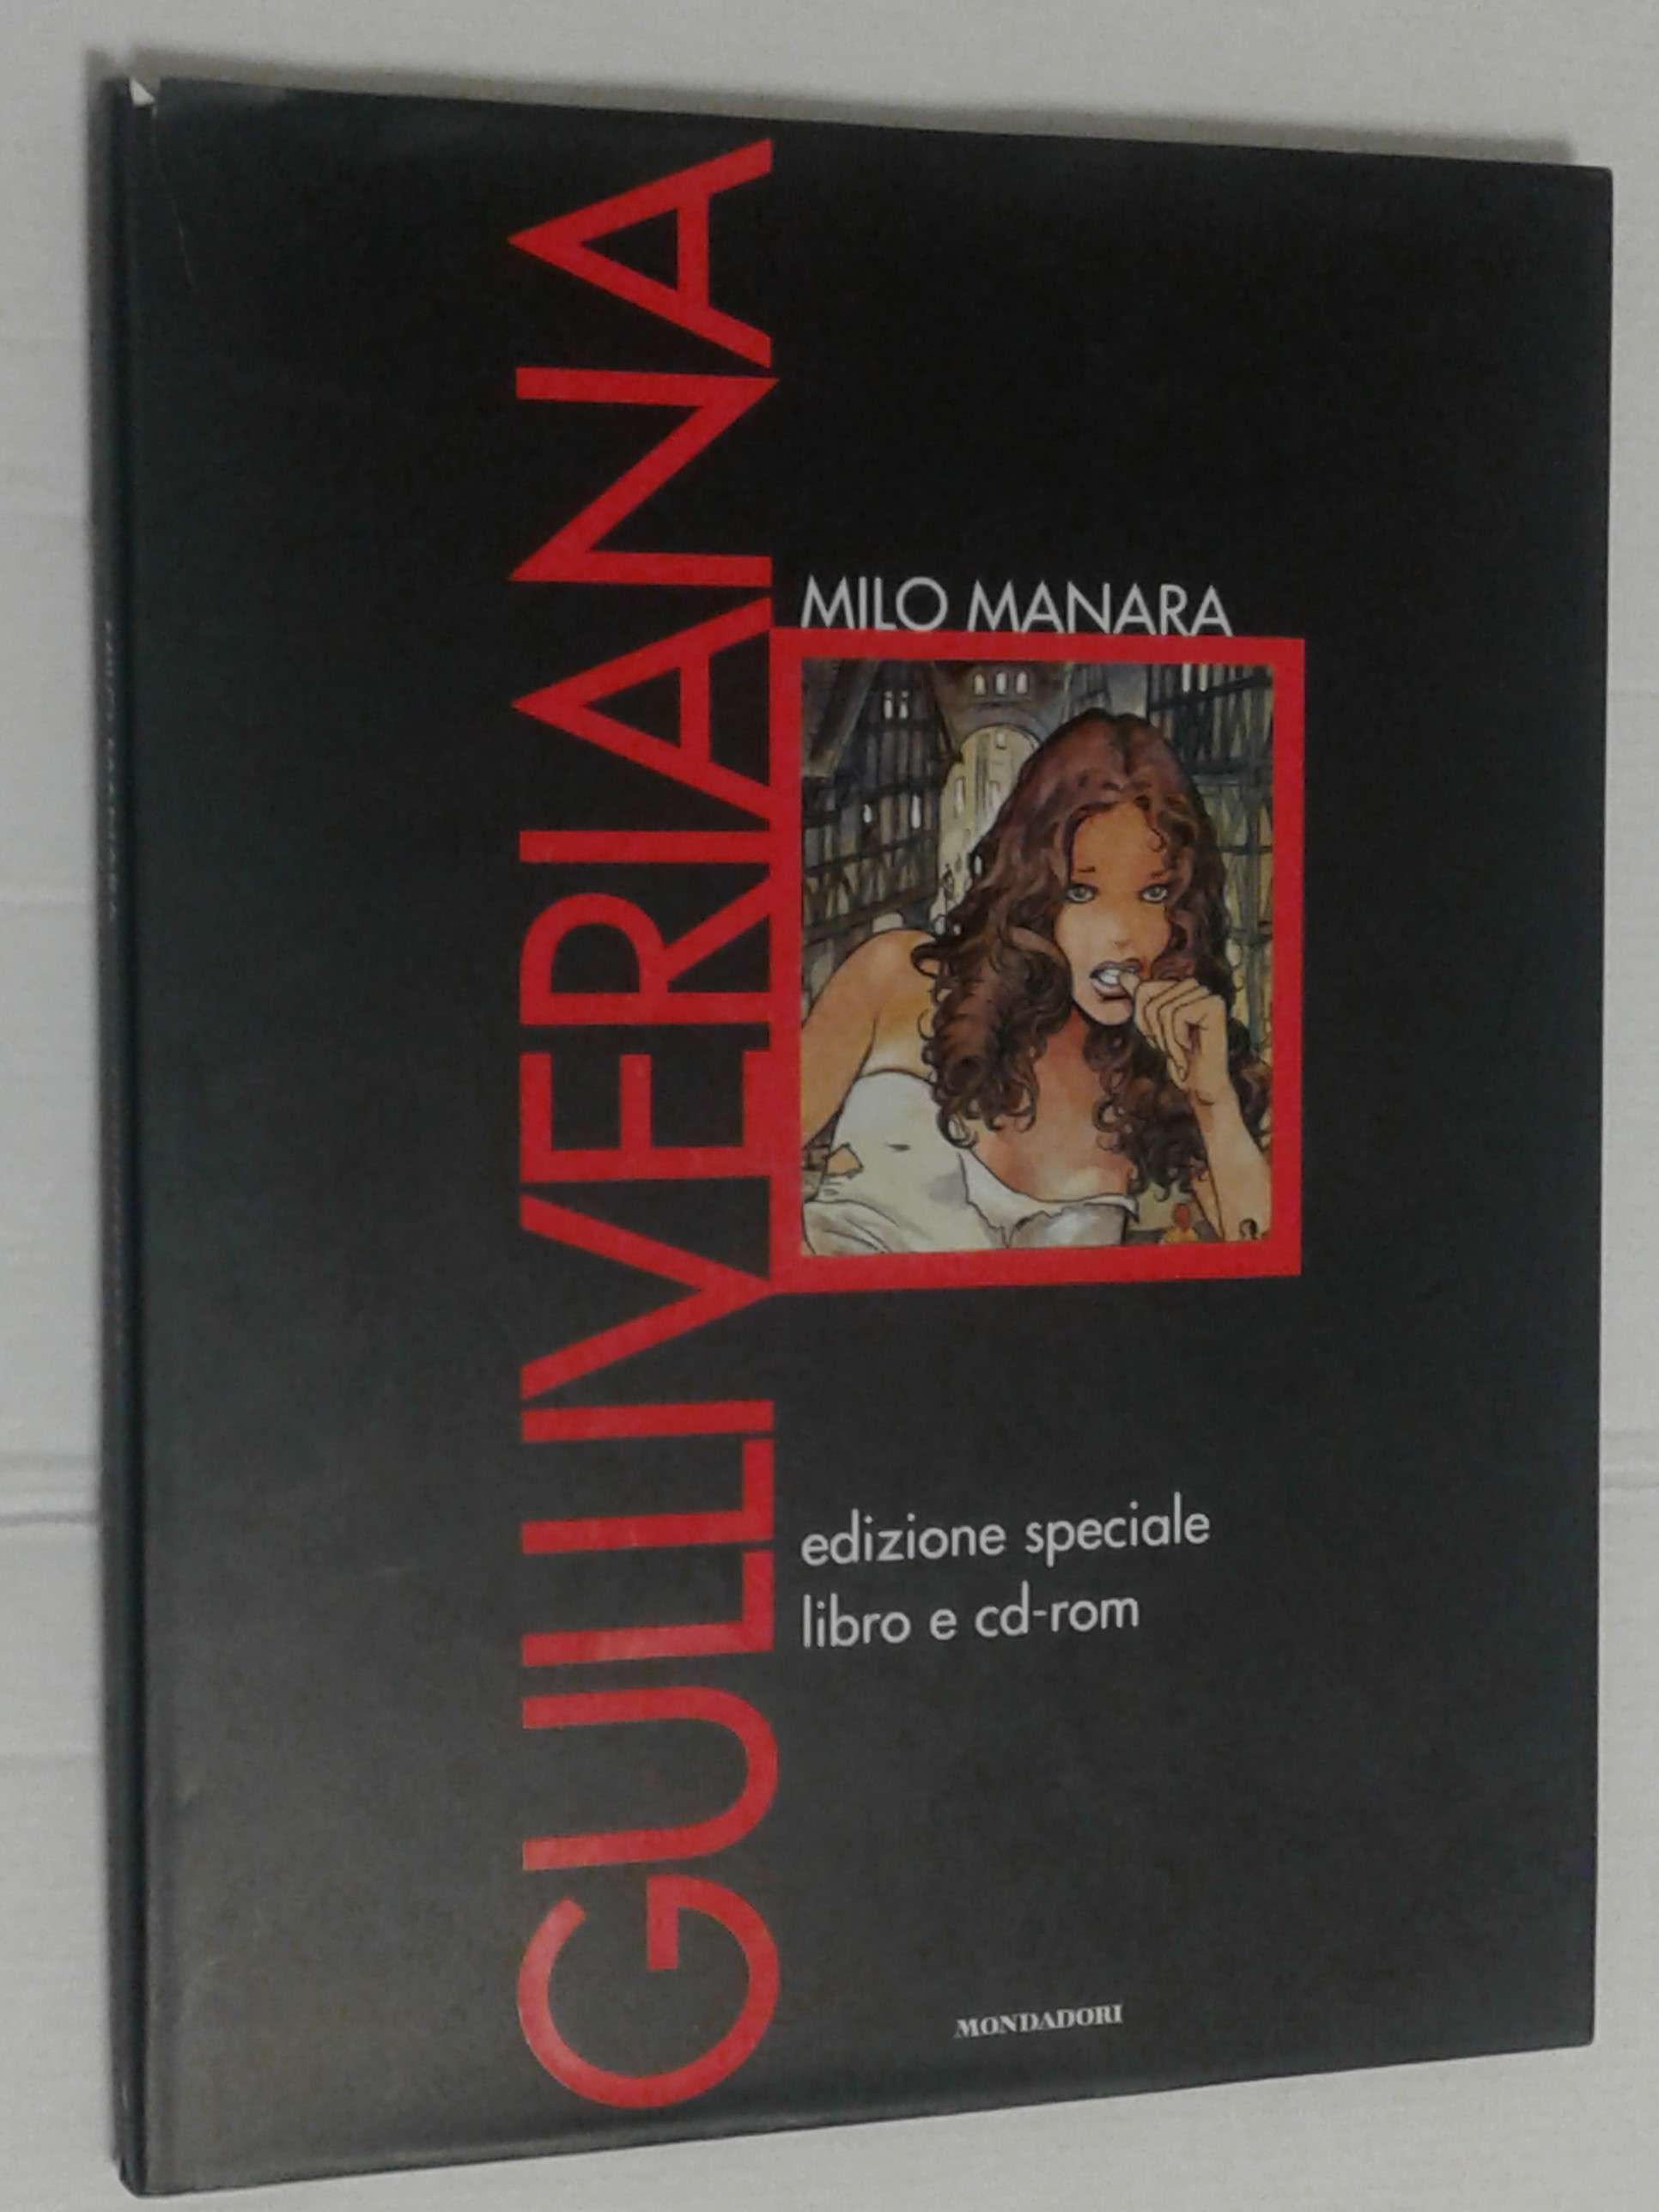 GULLIVERIANA
MILO MANARA
edizione speciale
libro e cd-rom
MONDADORI